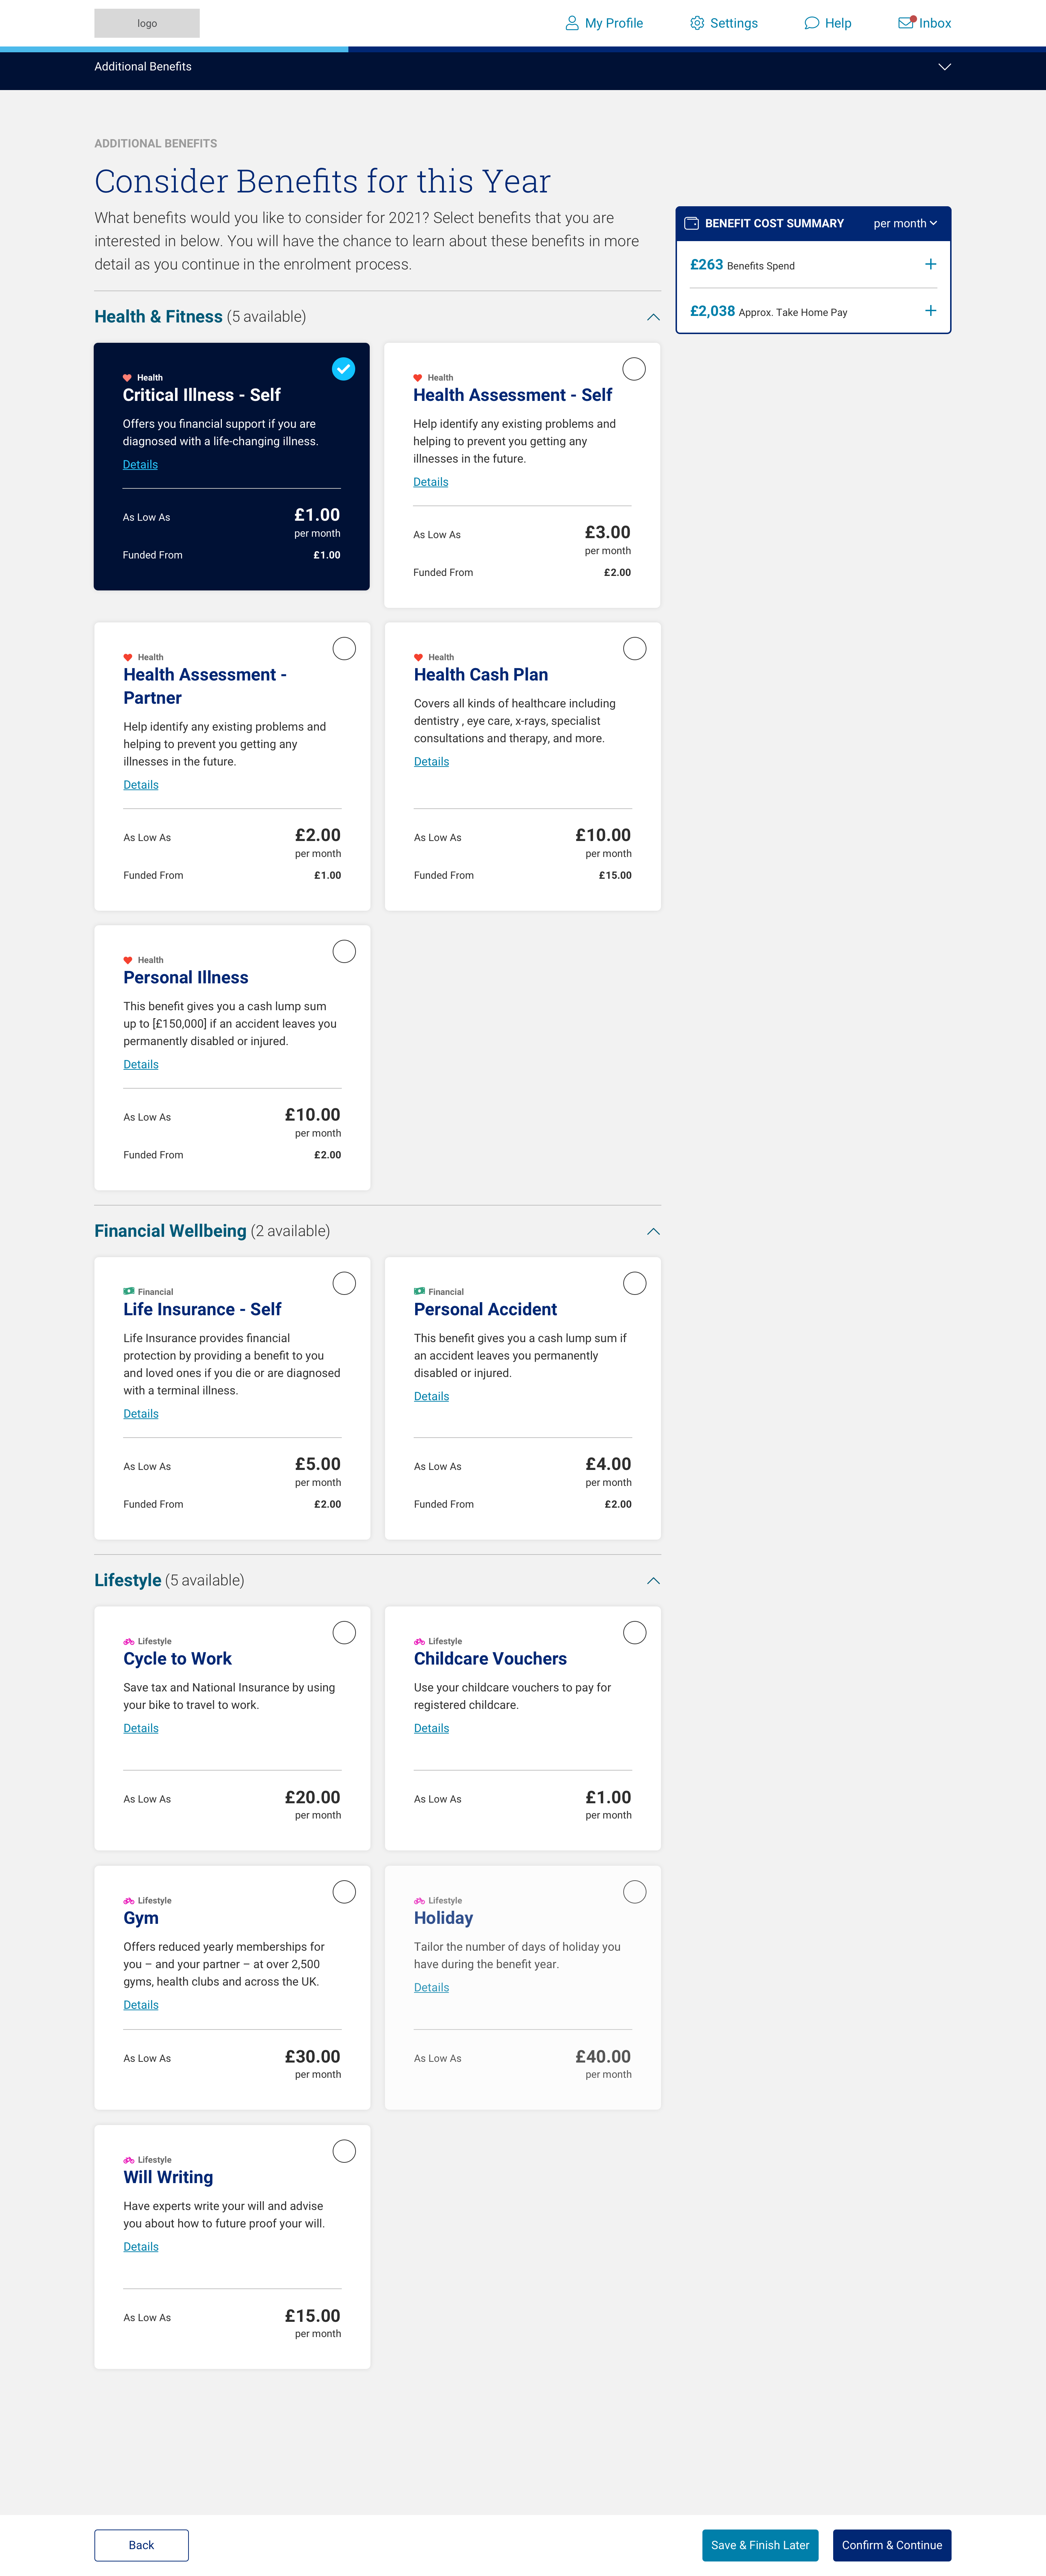 logo
My Profile
Settings
Help
Inbox
Additional Benefits
ADDITIONAL BENEFITS
Consider Benefits for this Year
What benefits would you like to consider for 2021? Select benefits that you are
interested in below. You will have the chance to learn about these benefits in more
detail as you continue in the enrolment process.
BENEFIT COST SUMMARY
per month
£263 Benefits Spend
£2,038 Approx. Take Home Pay
Health & Fitness (5 available)
Health
Critical Illness - Self
Offers you financial support if you are
diagnosed with a life-changing illness.
Details
As Low As £1.00
per month
Funded From £1.00
Health
Health Assessment - Self
Help identify any existing problems and
helping to prevent you getting any
illnesses in the future.
Details
As Low As £3.00
per month
Funded From £2.00
Health
Health Assessment -
Partner
Help identify any existing problems and
helping to prevent you getting any
illnesses in the future.
Details
As Low As £2.00
per month
Funded From £1.00
Health
Health Cash Plan
Covers all kinds of healthcare including
dentistry , eye care, x-rays, specialist
consultations and therapy, and more.
Details
As Low As £10.00
per month
Funded From £15.00
Health
Personal Illness
This benefit gives you a cash lump sum
up to [£150,000] if an accident leaves you
permanently disabled or injured.
Details
As Low As £10.00
per month
Funded From £2.00
Financial Wellbeing (2 available)
Financial
Life Insurance - Self
Life Insurance provides financial
protection by providing a benefit to you
and loved ones if you die or are diagnosed
with a terminal illness.
Details
As Low As £5.00
per month
Funded From £2.00
Financial
Personal Accident
This benefit gives you a cash lump sum if
an accident leaves you permanently
disabled or injured.
Details
As Low As £4.00
per month
Funded From £2.00
Lifestyle (5 available)
Lifestyle
Cycle to Work
Save tax and National Insurance by using
your bike to travel to work.
Details
As Low As £20.00
per month
Lifestyle
Childcare Vouchers
Use your childcare vouchers to pay for
registered childcare.
Details
As Low As £1.00
per month
Lifestyle
Gym
Offers reduced yearly memberships for
you – and your partner – at over 2,500
gyms, health clubs and across the UK.
Details
As Low As £30.00
per month
Lifestyle
Holiday
Tailor the number of days of holiday you
have during the benefit year.
Details
As Low As £40.00
per month
Lifestyle
Will Writing
Have experts write your will and advise
you about how to future proof your will.
Details
As Low As £15.00
per month
Back
Save & Finish Later
Confirm & Continue